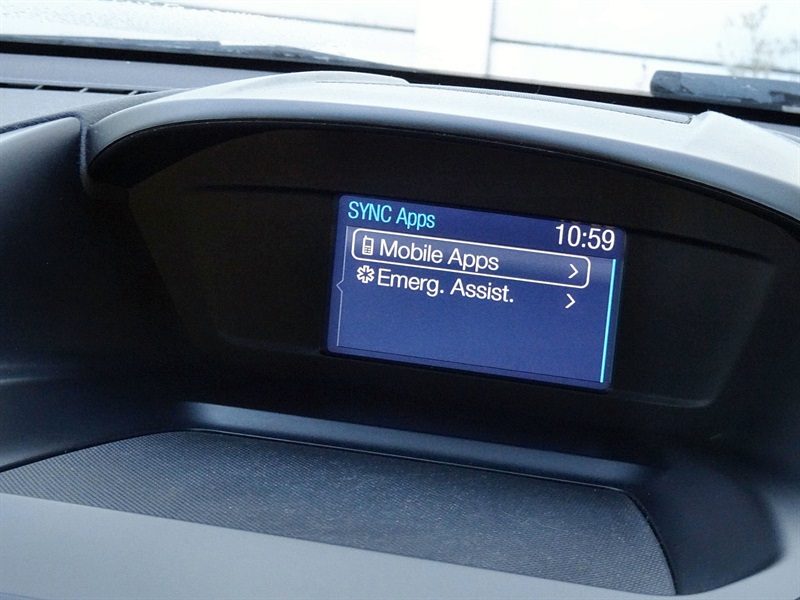 SYNC Apps
10:59
Mobile Apps
Emerg. Assist.